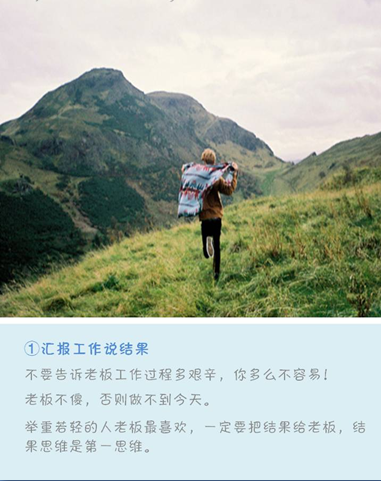 ①汇报工作说结果
不要告诉老板工作过程多艰辛，你多么不容易！
老板不傻，否则做不到今天。
举重若轻的人老板最喜欢，一定要把结果给老板，结
果思维是第一思维。